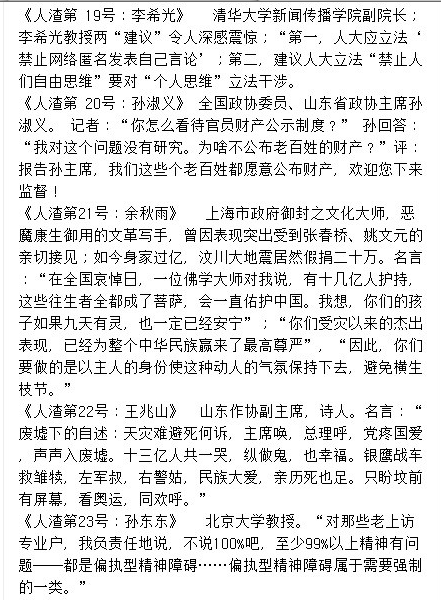 《人渣第 19号：李希光》　　清华大学新闻传播学院副院长；
李希光教授两“建议”令人深感震惊；“第一，人大应立法‘
禁止网络匿名发表自己言论’；第二，建议人大立法“禁止人
们自由思维”要对“个人思维”立法干涉。
《人渣第 20号：孙淑义》 全国政协委员、山东省政协主席孙
淑义。 记者：“你怎么看待官员财产公示制度？” 孙回答：
“我对这个问题没有研究。为啥不公布老百姓的财产？”评：
报告孙主席，我们这些个老百姓都愿意公布财产，欢迎您下来
监督！
《人渣第21号：余秋雨》　　上海市政府御封之文化大师，恶
魔康生御用的文革写手，曾因表现突出受到张春桥、姚文元的
亲切接见；如今身家过亿，汶川大地震居然假捐二十万。名言
：“在全国哀悼日，一位佛学大师对我说，有十几亿人护持，
这些往生者全都成了菩萨，会一直佑护中国。我想，你们的孩
子如果九天有灵，也一定已经安宁”；“你们受灾以来的杰出
表现，已经为整个中华民族赢来了最高尊严”，“因此，你们
要做的是以主人的身份使这种动人的气氛保持下去，避免横生
枝节。”
《人渣第22号：王兆山》　　山东作协副主席，诗人。名言：“
废墟下的自述：天灾难避死何诉，主席唤，总理呼，党疼国爱
，声声入废墟。十三亿人共一哭，纵做鬼，也幸福。银鹰战车
救雏犊，左军叔，右警姑，民族大爱，亲历死也足。只盼坟前
有屏幕，看奥运，同欢呼。”
《人渣第23号：孙东东》　　北京大学教授。“对那些老上访
专业户，我负责任地说，不说100%吧，至少99%以上精神有问
题——都是偏执型精神障碍……偏执型精神障碍属于需要强制
的一类。”